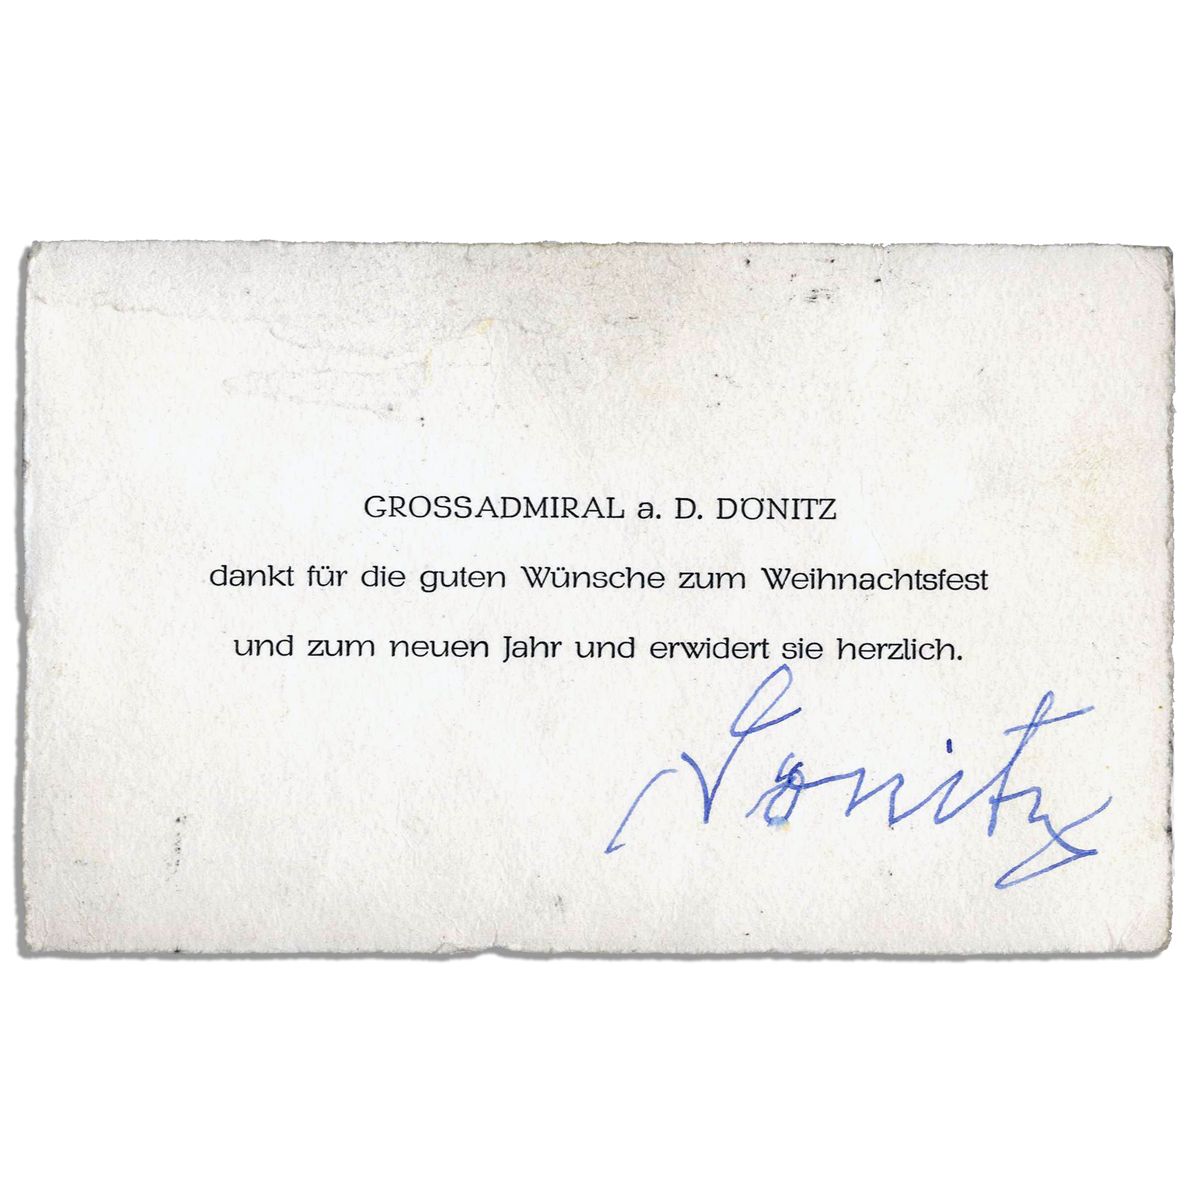 GROSSADMIRAL a. D. DÖNITZ
dankt für die guten Wünsche zum Weihnachtsfest
und zum neuen Jahr und erwidert sie herzlich.
Dönitz